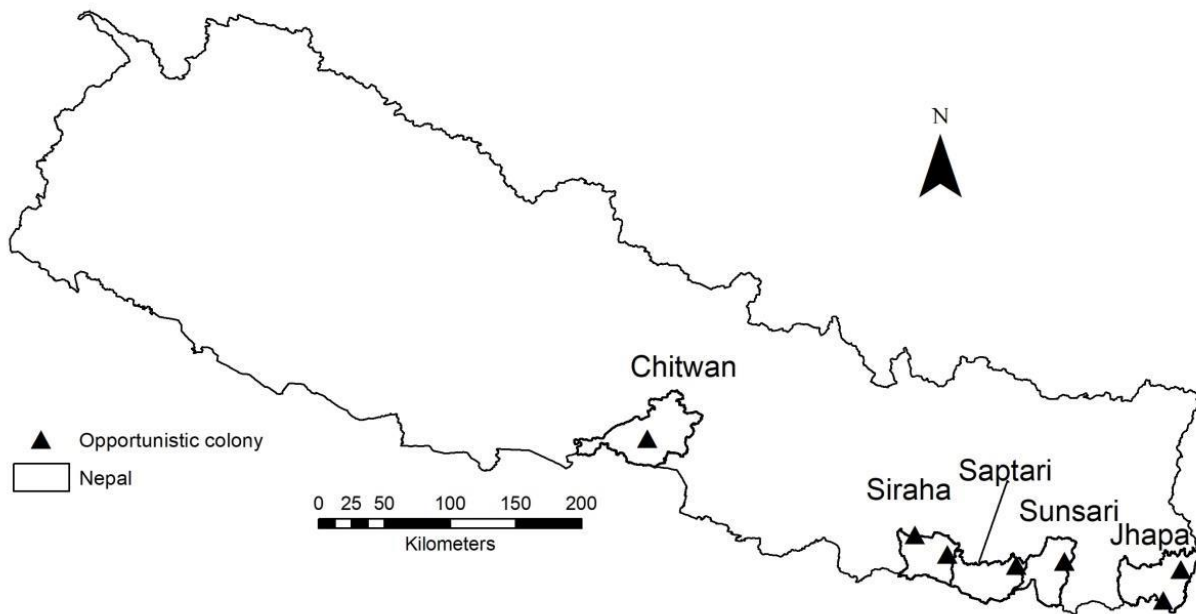 N
Chitwan
Opportunistic colony
Nepal
Saptari
Siraha
Sunsari
Jhapa
0 25 50 100 150 200
Kilometers